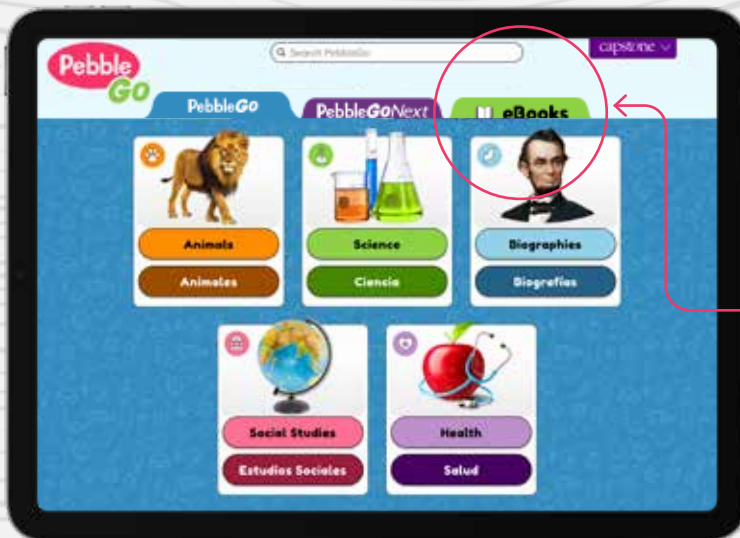 Pebble
GO
Search PebbleGo
capstone
PebbleGo
PebbleGoNext
eBooks
Animals
Science
Biographies
Animales
Ciencia
Biografías
Social Studies
Health
Estudios Sociales
Salud